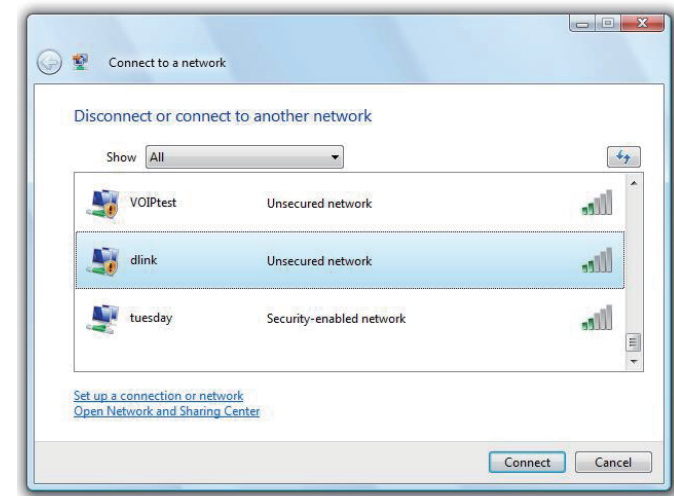 Connect to a network
Disconnect or connect to another network
Show All
VOIPtest Unsecured network
dlink Unsecured network
tuesday Security-enabled network
Set up a connection or network
Open Network and Sharing Center
Connect Cancel